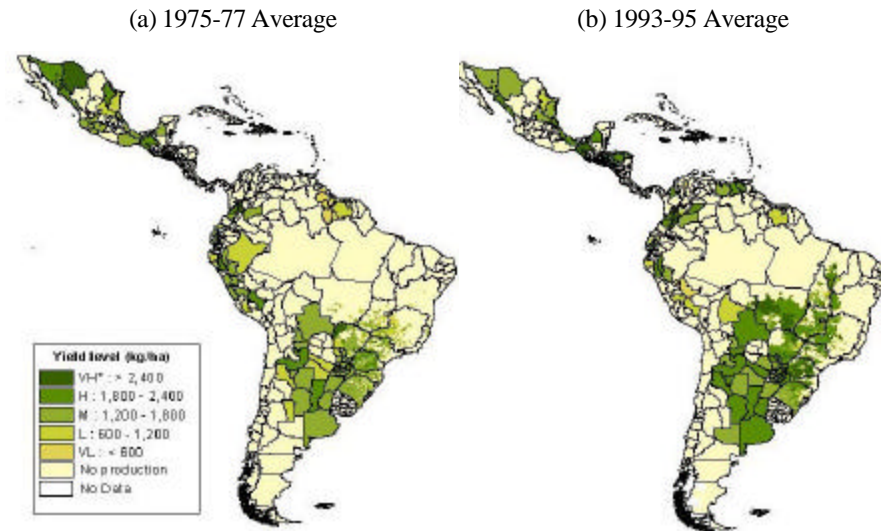 (a) 1975-77 Average
(b) 1993-95 Average
Yield level (kg/ha)
VH* : > 2,400
H : 1,800 - 2,400
M : 1,200 - 1,800
L : 600 - 1,200
VL : < 600
No production
No Data